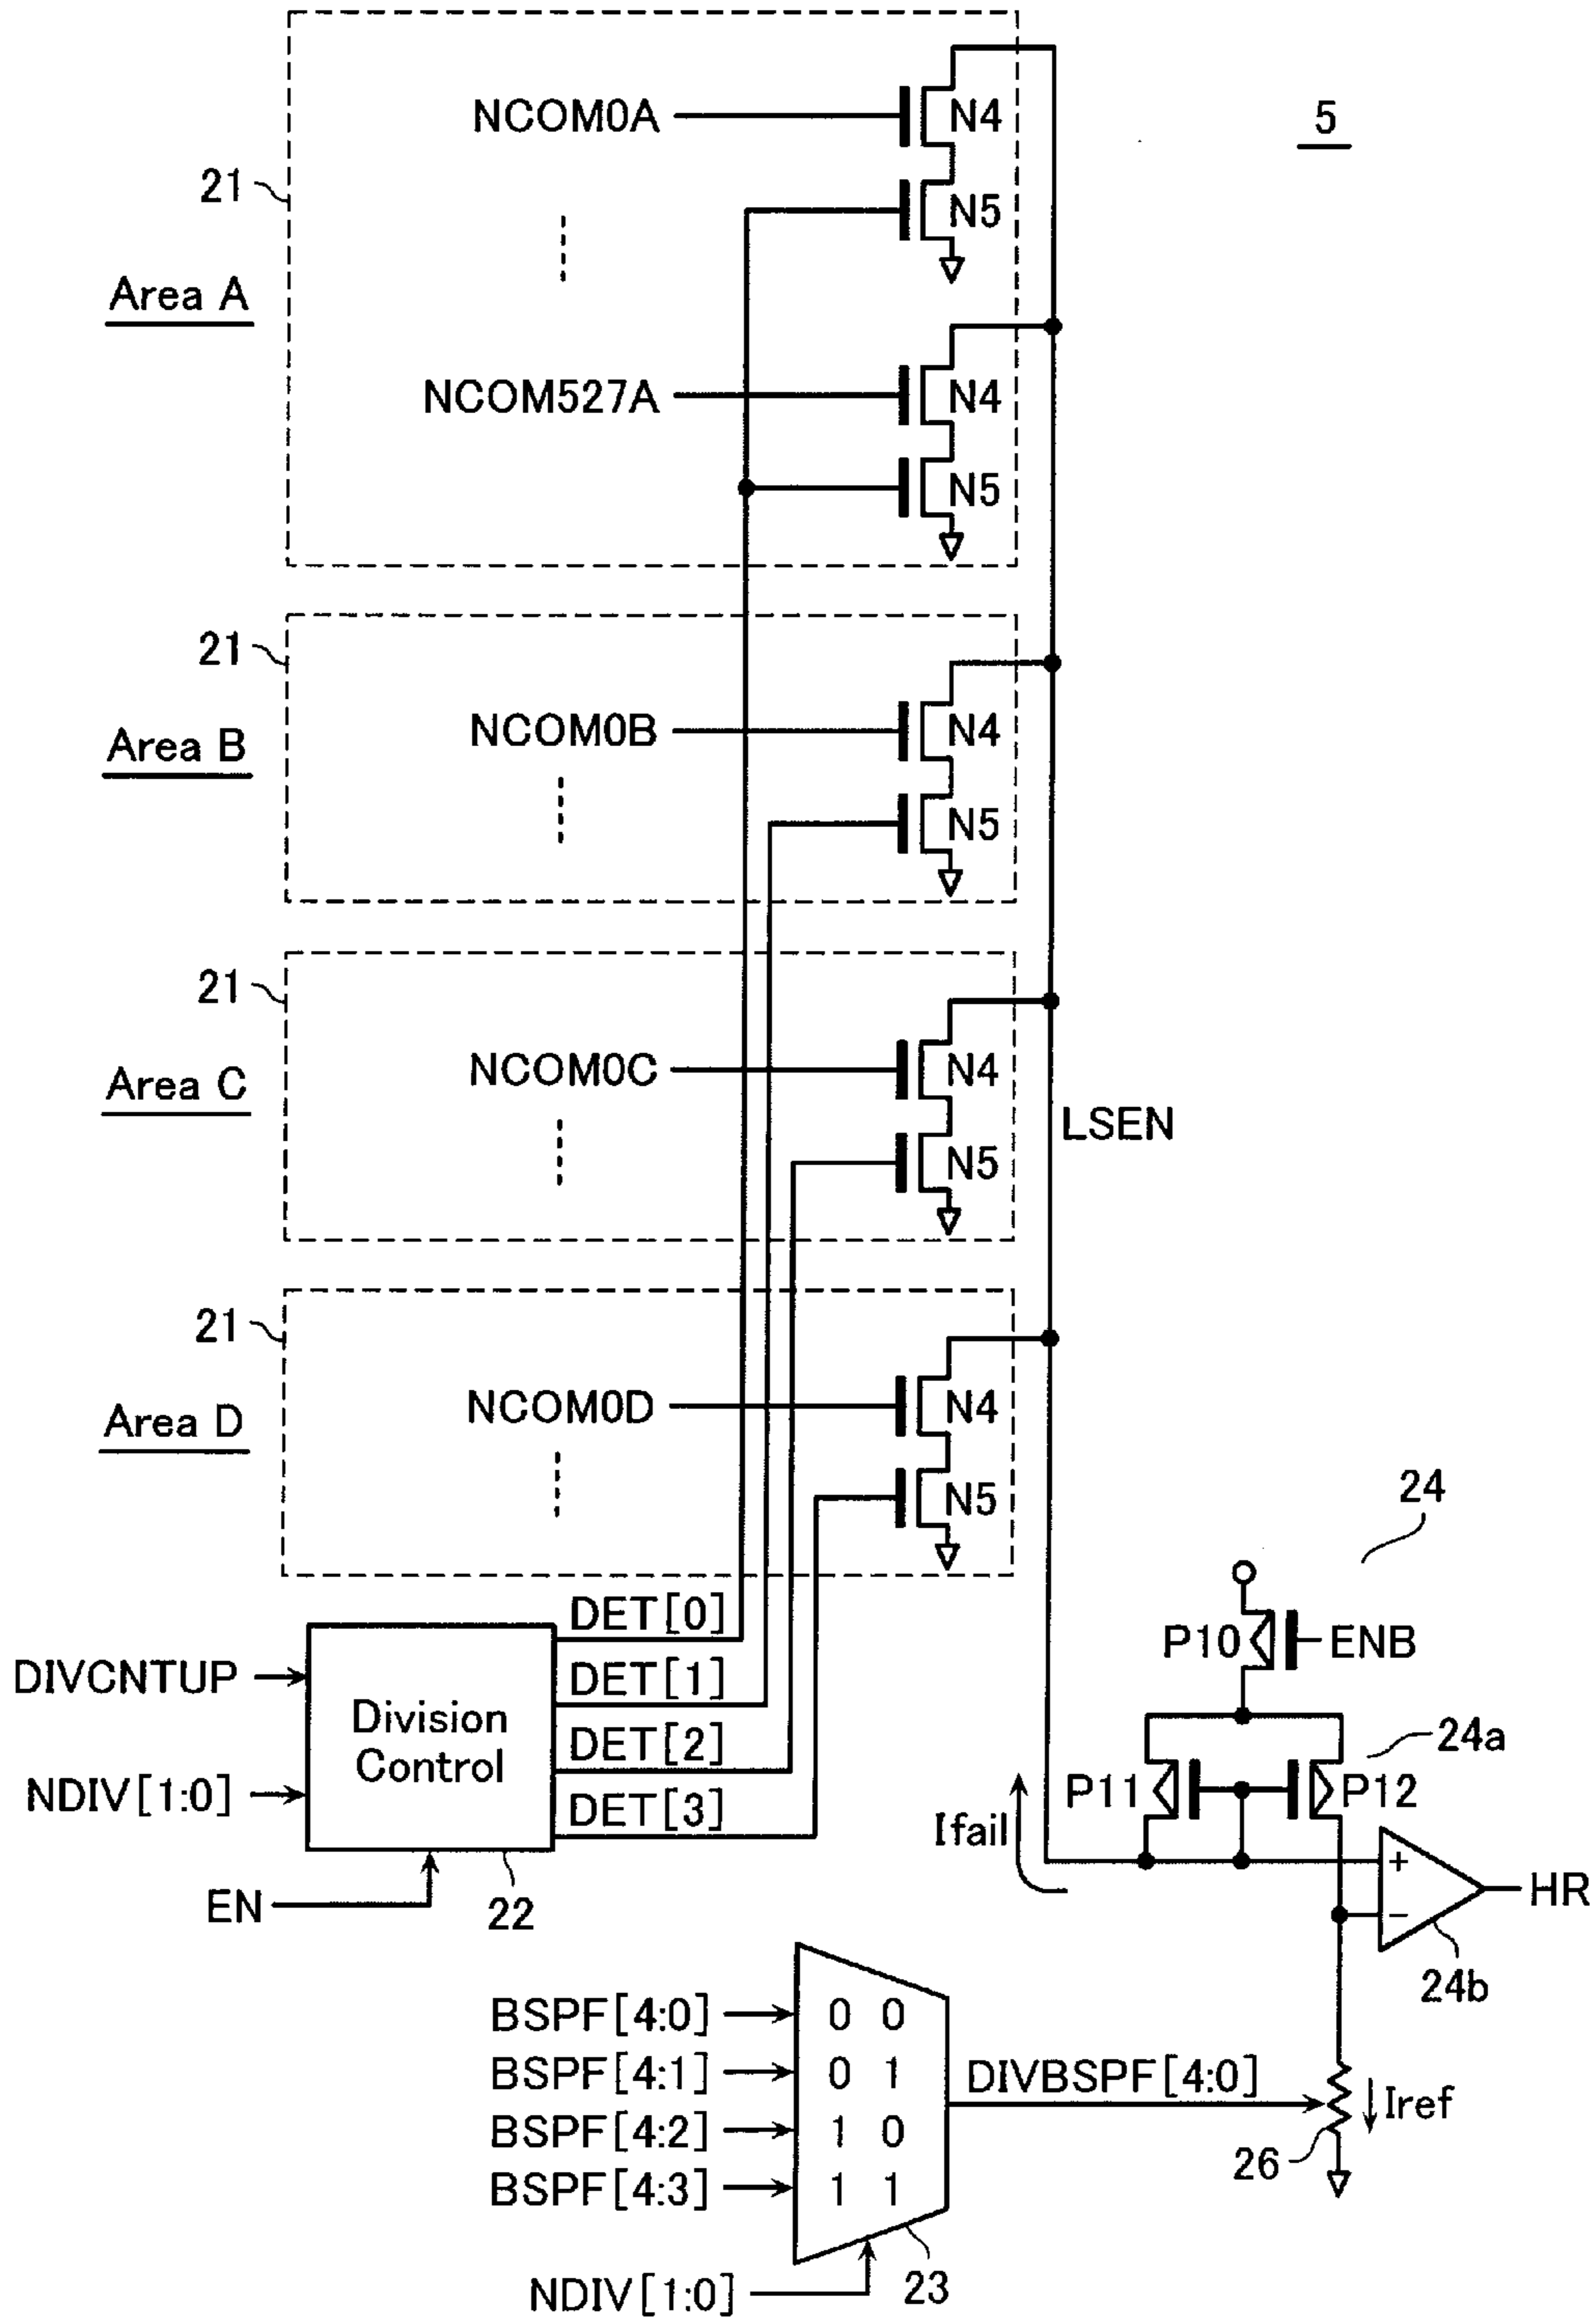 5
NCOM0A
N4
N5
21
Area A
NCOM527A
N4
N5
21
Area B
NCOM0B
N4
N5
21
Area C
NCOM0C
N4
N5
LSEN
21
Area D
NCOM0D
N4
N5
24
DET[0]
DET[1]
DET[2]
DET[3]
DIVCNTUP
NDIV[1:0]
EN
Division
Control
22
P10
ENB
24a
P11
P12
Ifail
+
−
HR
24b
BSPF[4:0]
BSPF[4:1]
BSPF[4:2]
BSPF[4:3]
0 0
0 1
1 0
1 1
DIVBSPF[4:0]
Iref
26
NDIV[1:0]
23